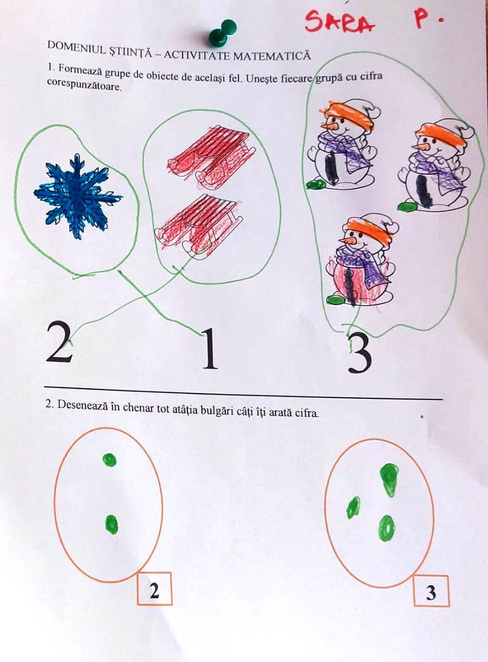 SARA P.
DOMENIUL ŞTIINŢĂ – ACTIVITATE MATEMATICĂ
1. Formează grupe de obiecte de acelaşi fel. Uneşte fiecare grupă cu cifra
corespunzătoare.
2 1 3
2. Desenează în chenar tot atâţia bulgări câţi îţi arată cifra.
2 3